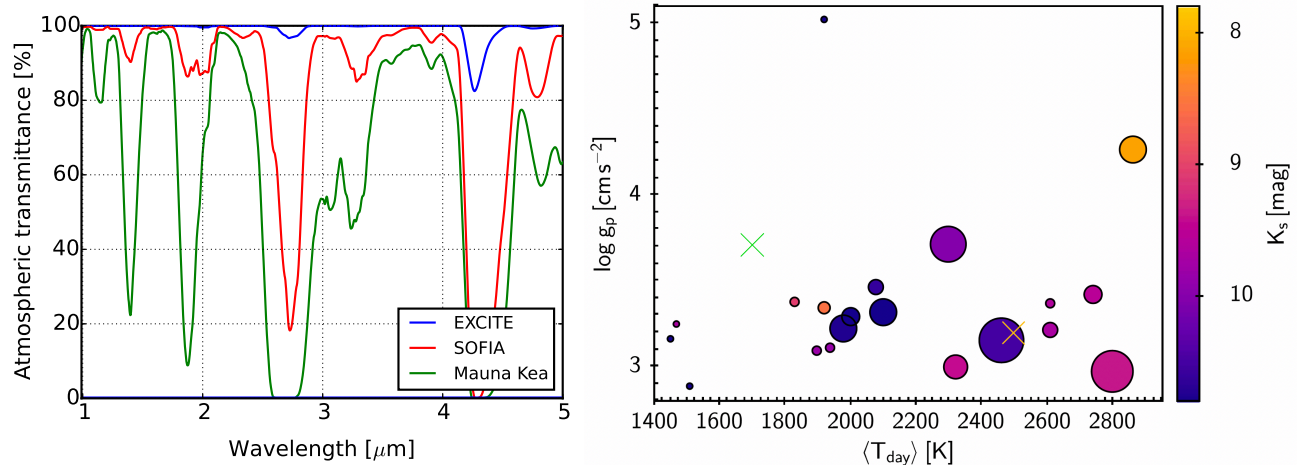 100
80
60
40
20
0
Atmospheric transmittance [%]
EXCITE
SOFIA
Mauna Kea
1 2 3 4 5
Wavelength [μm]
5
4
3
log gₚ [cm s⁻²]
1400 1600 1800 2000 2200 2400 2600 2800
⟨T_day⟩ [K]
8
9
10
Kₛ [mag]